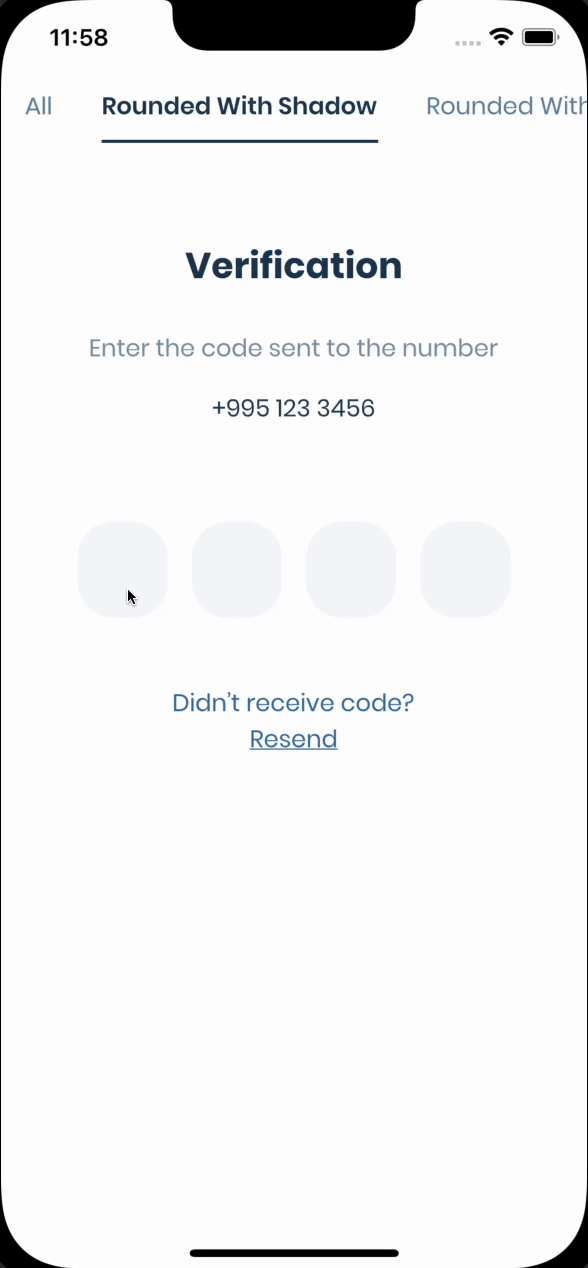 11:58
All Rounded With Shadow Rounded With
Verification
Enter the code sent to the number
+995 123 3456
Didn't receive code?
Resend